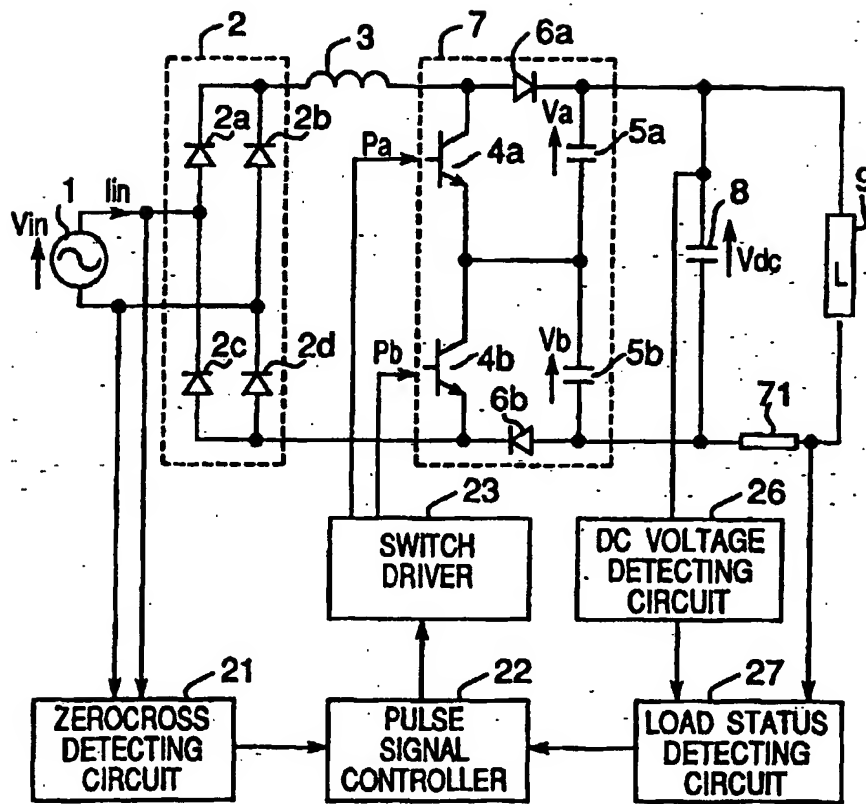 2
3
7
6a
2a
2b
Va
5a
1
Iin
Pa
4a
9
Vin
8
Vdc
L
2c
2d
Pb
4b
Vb
5b
6b
71
23
SWITCH
DRIVER
26
DC VOLTAGE
DETECTING
CIRCUIT
21
ZEROCROSS
DETECTING
CIRCUIT
22
PULSE
SIGNAL
CONTROLLER
27
LOAD STATUS
DETECTING
CIRCUIT